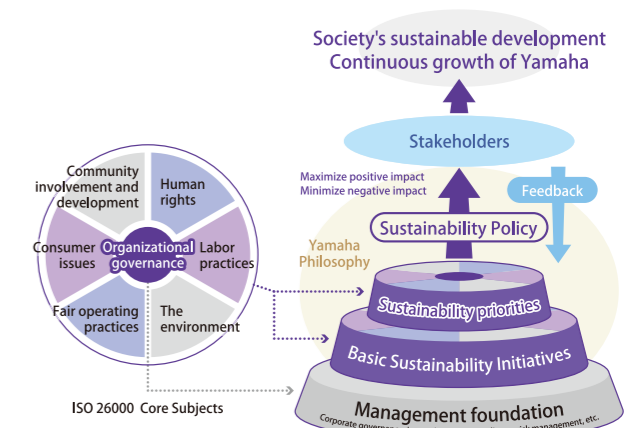 Society's sustainable development
Continuous growth of Yamaha
Stakeholders
Maximize positive impact
Minimize negative impact
Feedback
Sustainability Policy
Yamaha
Philosophy
Sustainability priorities
Basic Sustainability Initiatives
Management foundation
Corporate governance
risk management, etc.
Community
involvement and
development
Human
rights
Consumer
issues
Organizational
governance
Labor
practices
Fair operating
practices
The
environment
ISO 26000 Core Subjects